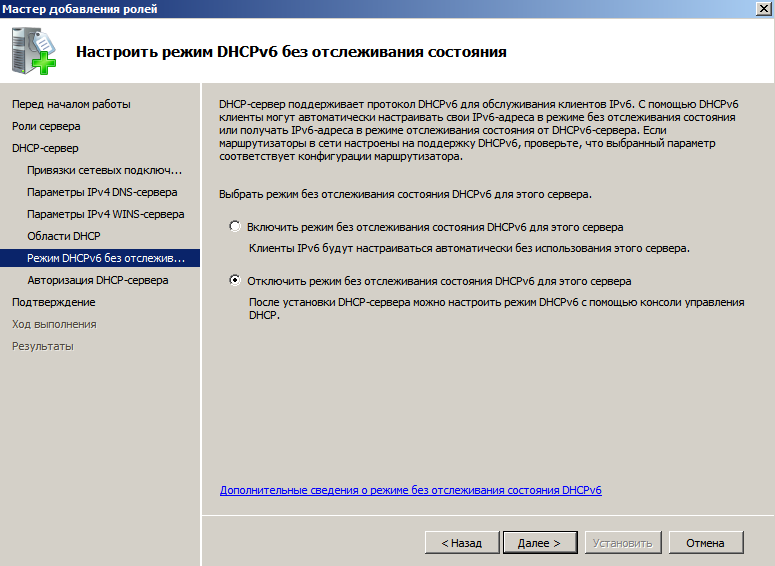 Мастер добавления ролей
Настроить режим DHCPv6 без отслеживания состояния
Перед началом работы
Роли сервера
DHCP-сервер
Привязки сетевых подключ...
Параметры IPv4 DNS-сервера
Параметры IPv4 WINS-сервера
Области DHCP
Режим DHCPv6 без отслежив...
Авторизация DHCP-сервера
Подтверждение
Ход выполнения
Результаты
DHCP-сервер поддерживает протокол DHCPv6 для обслуживания клиентов IPv6. С помощью DHCPv6
клиенты могут автоматически настраивать свои IPv6-адреса в режиме без отслеживания состояния
или получать IPv6-адреса в режиме отслеживания состояния от DHCPv6-сервера. Если
маршрутизаторы в сети настроены на поддержку DHCPv6, проверьте, что выбранный параметр
соответствует конфигурации маршрутизатора.
Выбрать режим без отслеживания состояния DHCPv6 для этого сервера.
Включить режим без отслеживания состояния DHCPv6 для этого сервера
Клиенты IPv6 будут настраиваться автоматически без использования этого сервера.
Отключить режим без отслеживания состояния DHCPv6 для этого сервера
После установки DHCP-сервера можно настроить режим DHCPv6 с помощью консоли управления
DHCP.
Дополнительные сведения о режиме без отслеживания состояния DHCPv6
< Назад
Далее >
Установить
Отмена